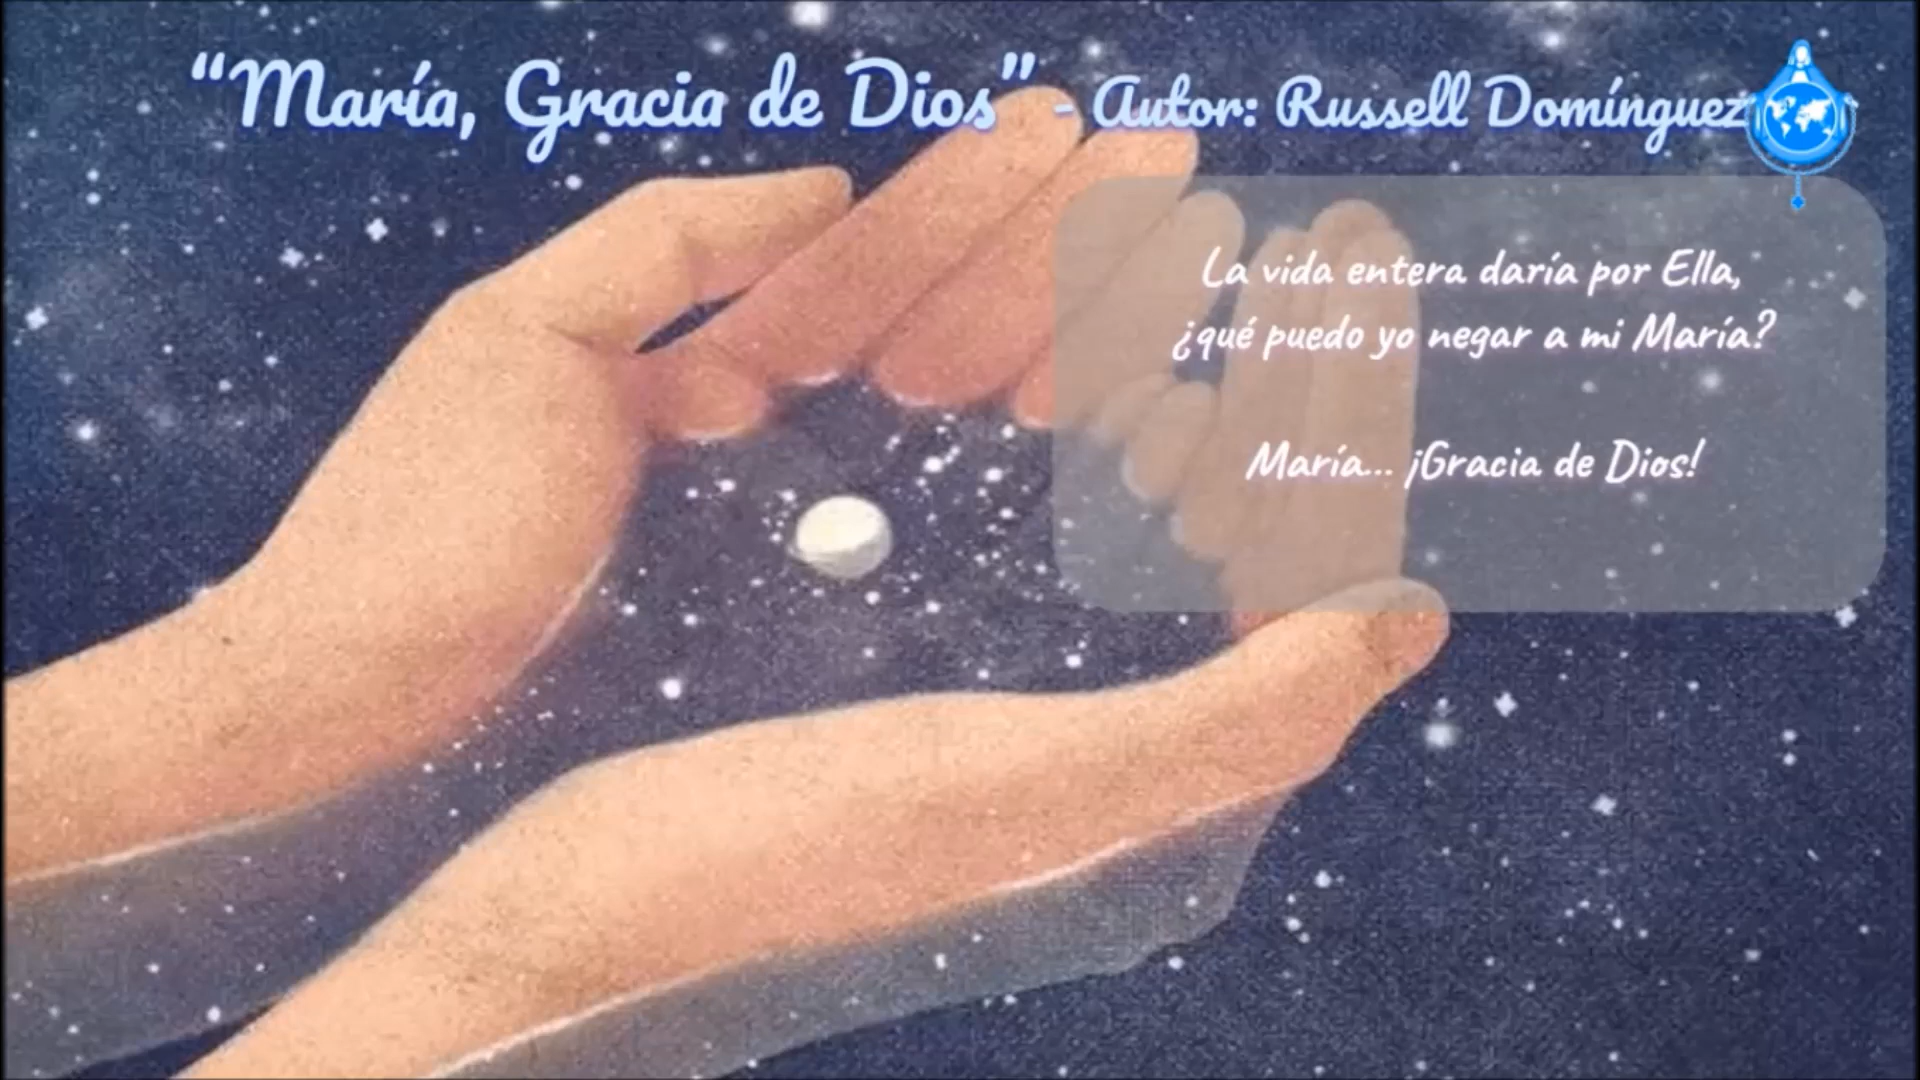 “María, Gracia de Dios” - Autor: Russell Domínguez
La vida entera daría por Ella,
¿qué puedo yo negar a mi María?
María... ¡Gracia de Dios!